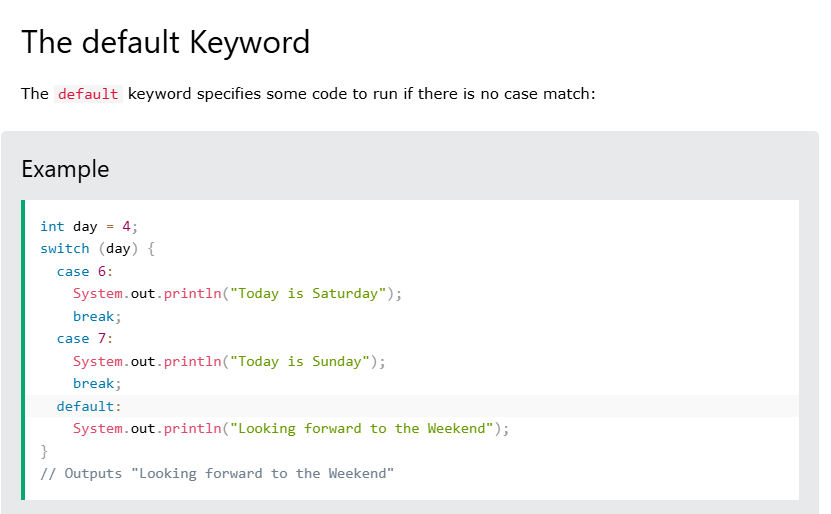 The default Keyword
The default keyword specifies some code to run if there is no case match:
Example
int day = 4;
switch (day) {
  case 6:
    System.out.println("Today is Saturday");
    break;
  case 7:
    System.out.println("Today is Sunday");
    break;
  default:
    System.out.println("Looking forward to the Weekend");
}
// Outputs "Looking forward to the Weekend"